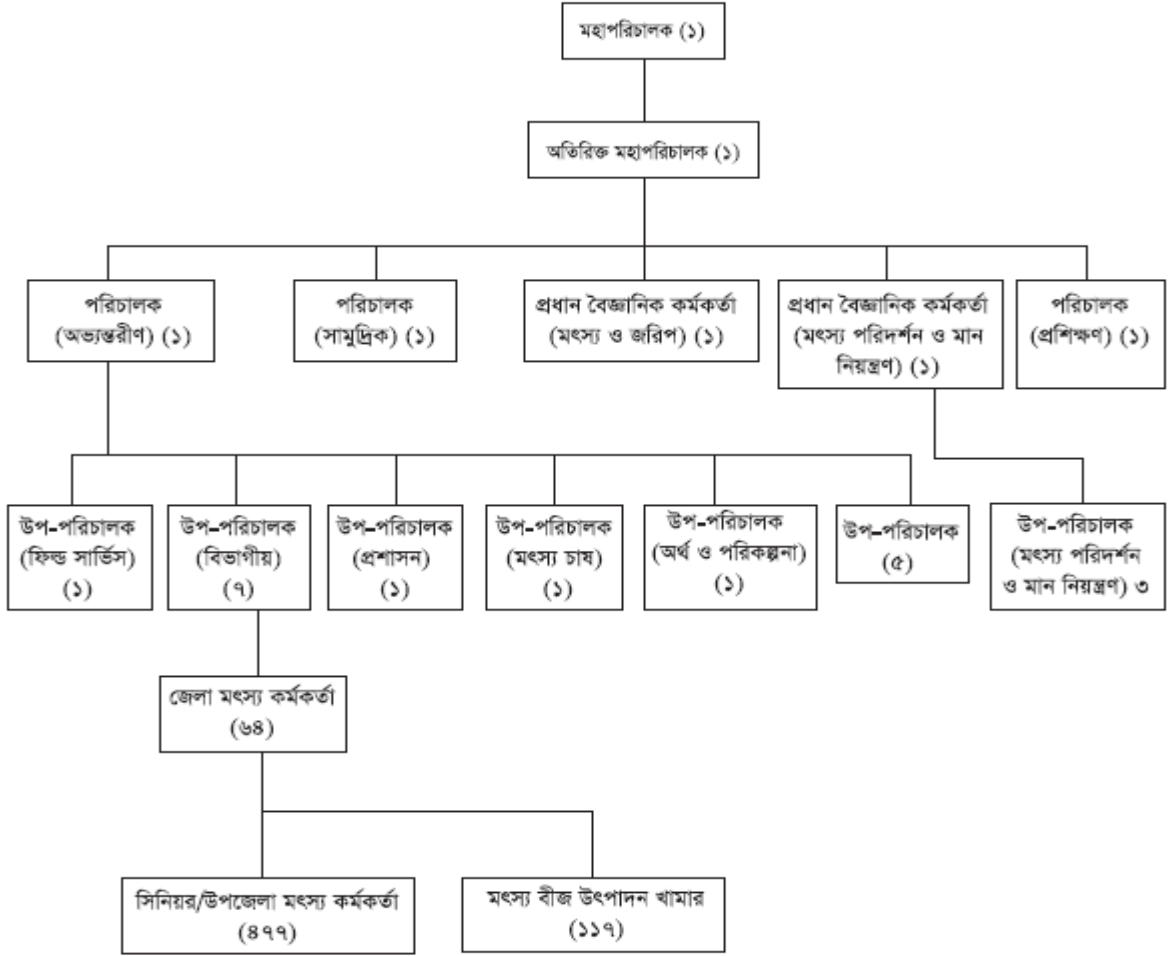 মহাপরিচালক (১)
অতিরিক্ত মহাপরিচালক (১)
পরিচালক
(অভ্যন্তরীণ) (১)
পরিচালক
(সামুদ্রিক) (১)
প্রধান বৈজ্ঞানিক কর্মকর্তা
(মৎস্য ও জরিপ) (১)
প্রধান বৈজ্ঞানিক কর্মকর্তা
(মৎস্য পরিদর্শন ও মান
নিয়ন্ত্রণ) (১)
পরিচালক
(প্রশিক্ষণ) (১)
উপ-পরিচালক
(ফিল্ড সার্ভিস)
(১)
উপ-পরিচালক
(বিভাগীয়)
(৭)
উপ-পরিচালক
(প্রশাসন)
(১)
উপ-পরিচালক
(মৎস্য চাষ)
(১)
উপ-পরিচালক
(অর্থ ও পরিকল্পনা)
(১)
উপ-পরিচালক
(৫)
উপ-পরিচালক
(মৎস্য পরিদর্শন
ও মান নিয়ন্ত্রণ) ৩
জেলা মৎস্য কর্মকর্তা
(৬৪)
সিনিয়র/উপজেলা মৎস্য কর্মকর্তা
(৪৭৭)
মৎস্য বীজ উৎপাদন খামার
(১১৭)